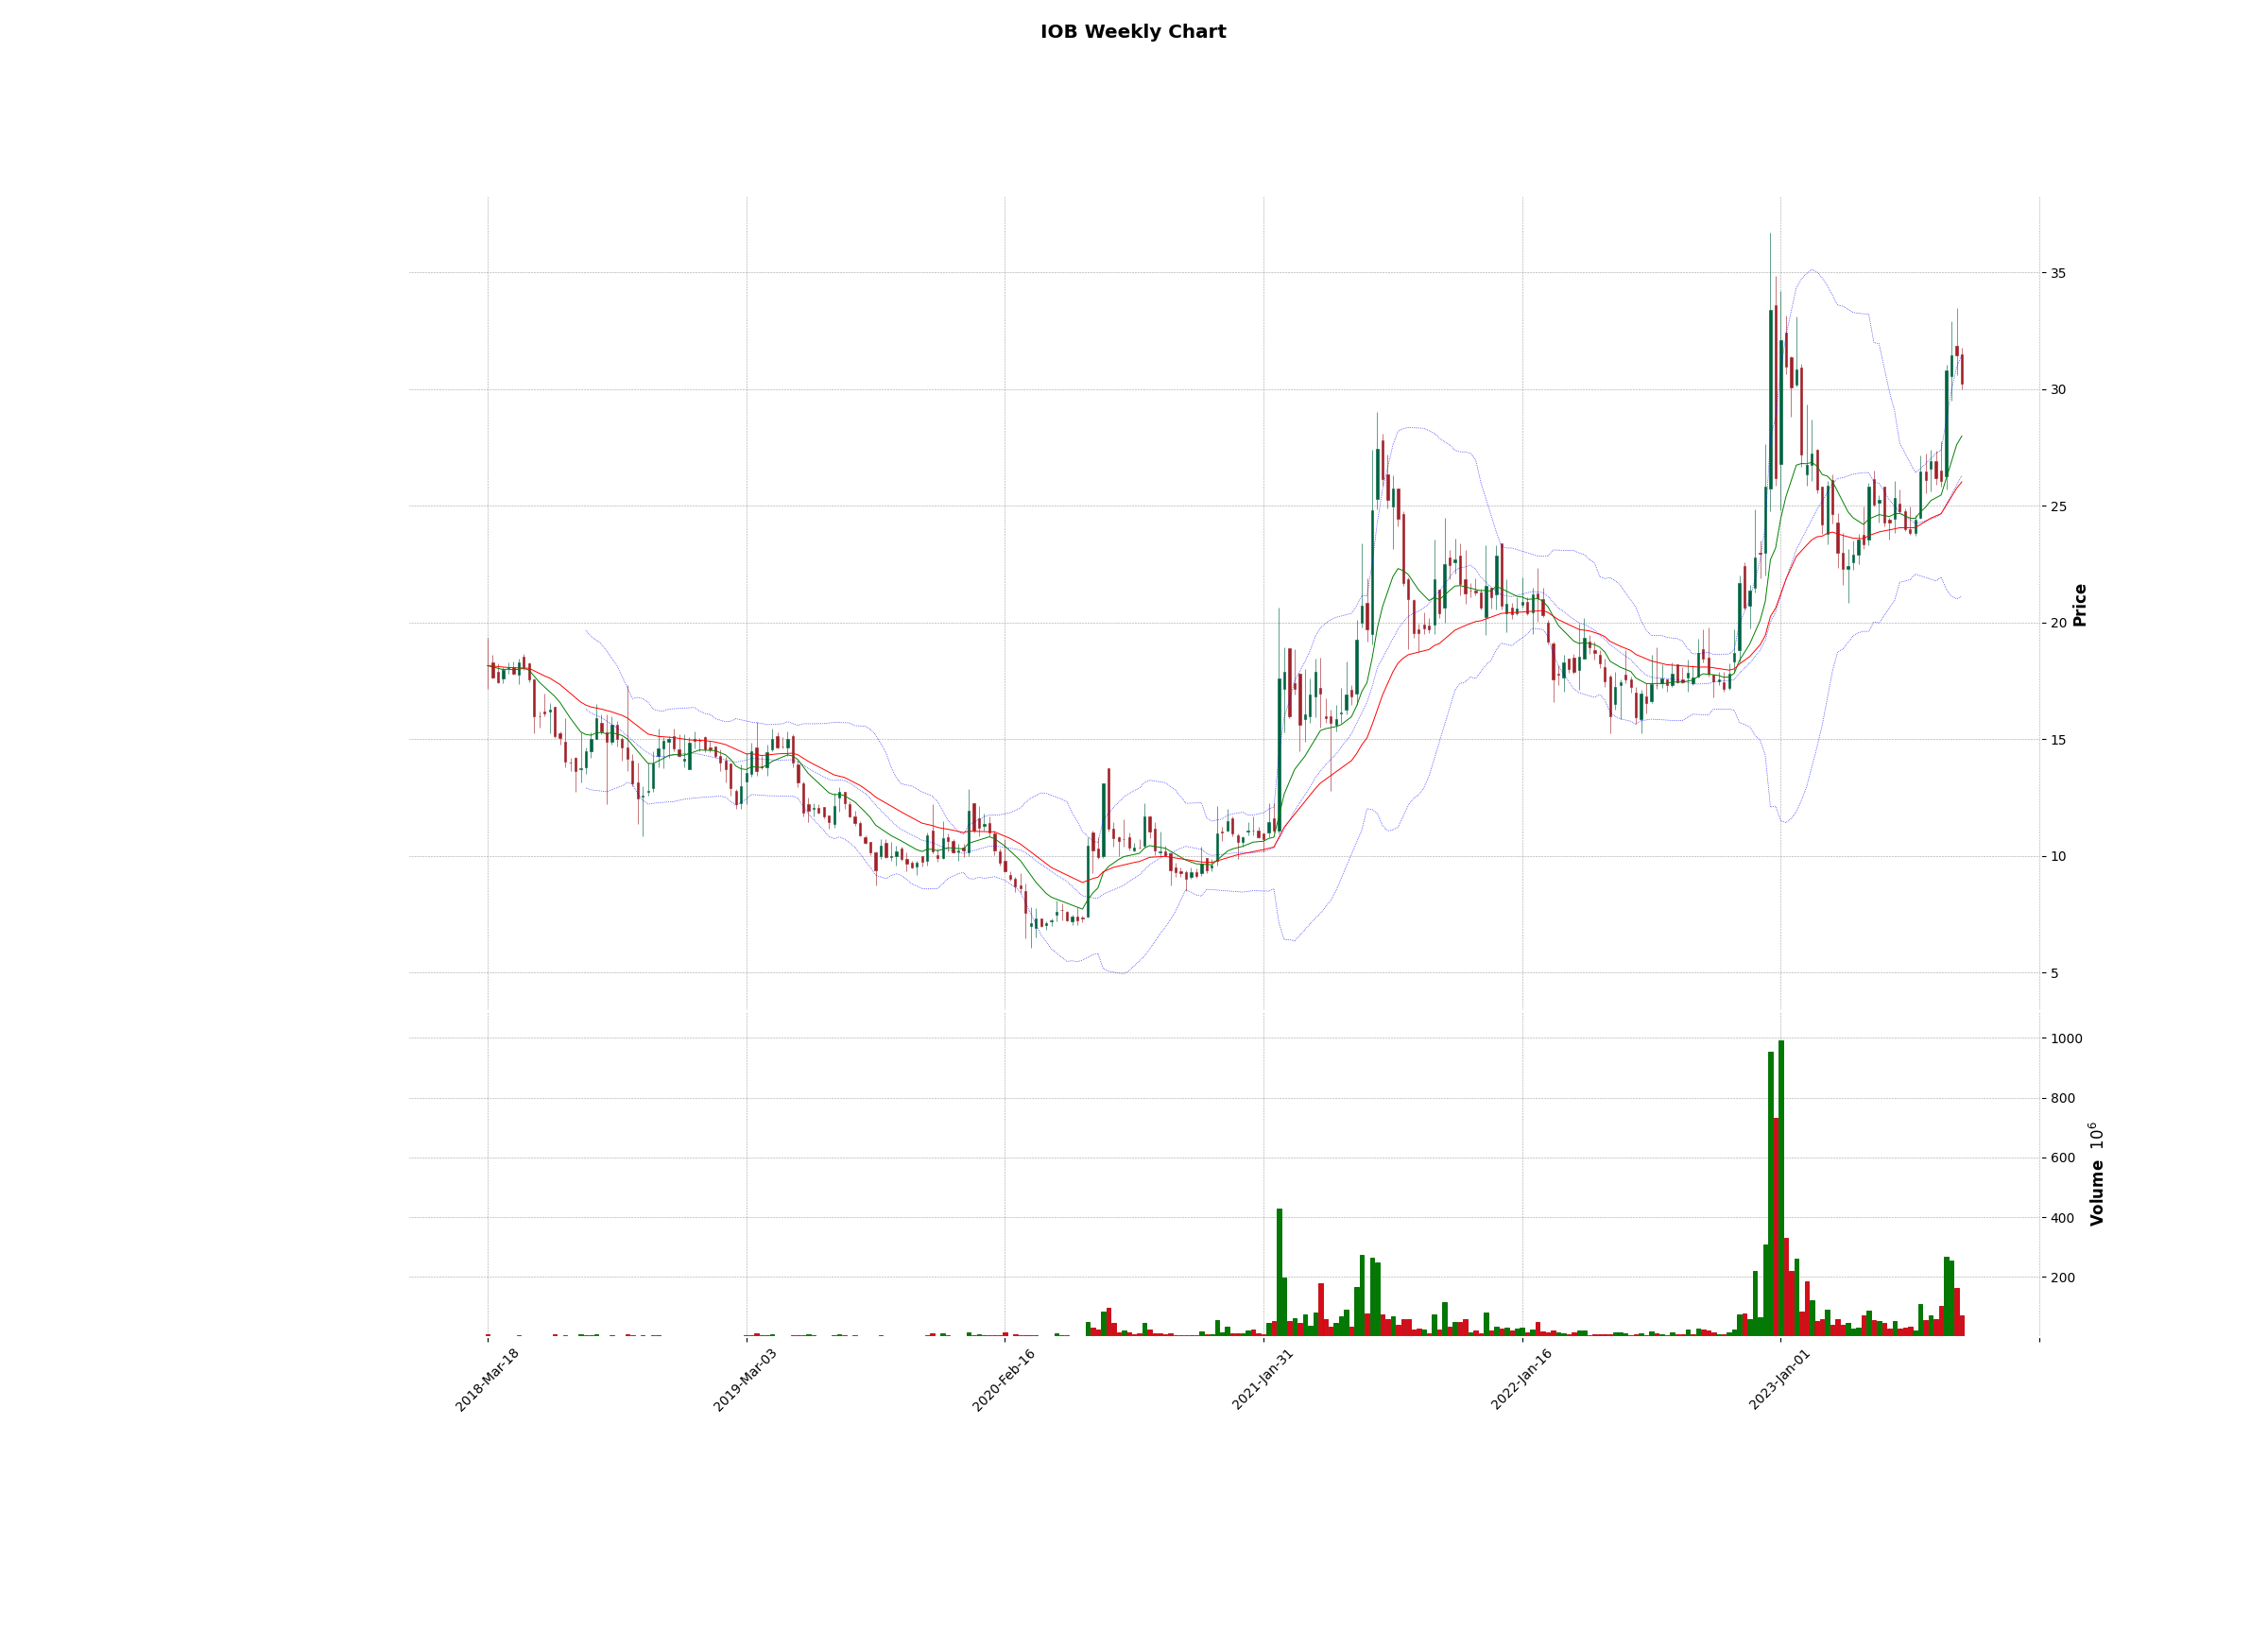 IOB Weekly Chart
35
30
25
20
15
10
5
Price
1000
800
600
400
200
Volume 10^6
2018-Mar-18
2019-Mar-03
2020-Feb-16
2021-Jan-31
2022-Jan-16
2023-Jan-01